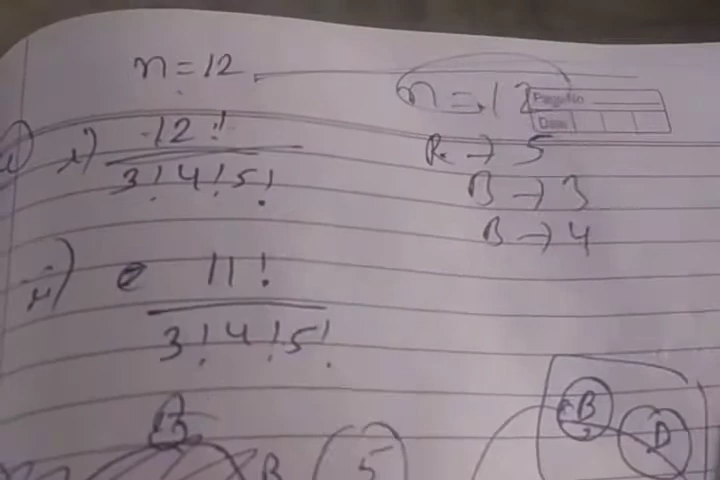 n = 12
n = 12
Page No
Date
i) 12!
3! 4! 5!
R → 5
B → 3
B → 4
ii) 11!
3! 4! 5!
B
B
B
5
B